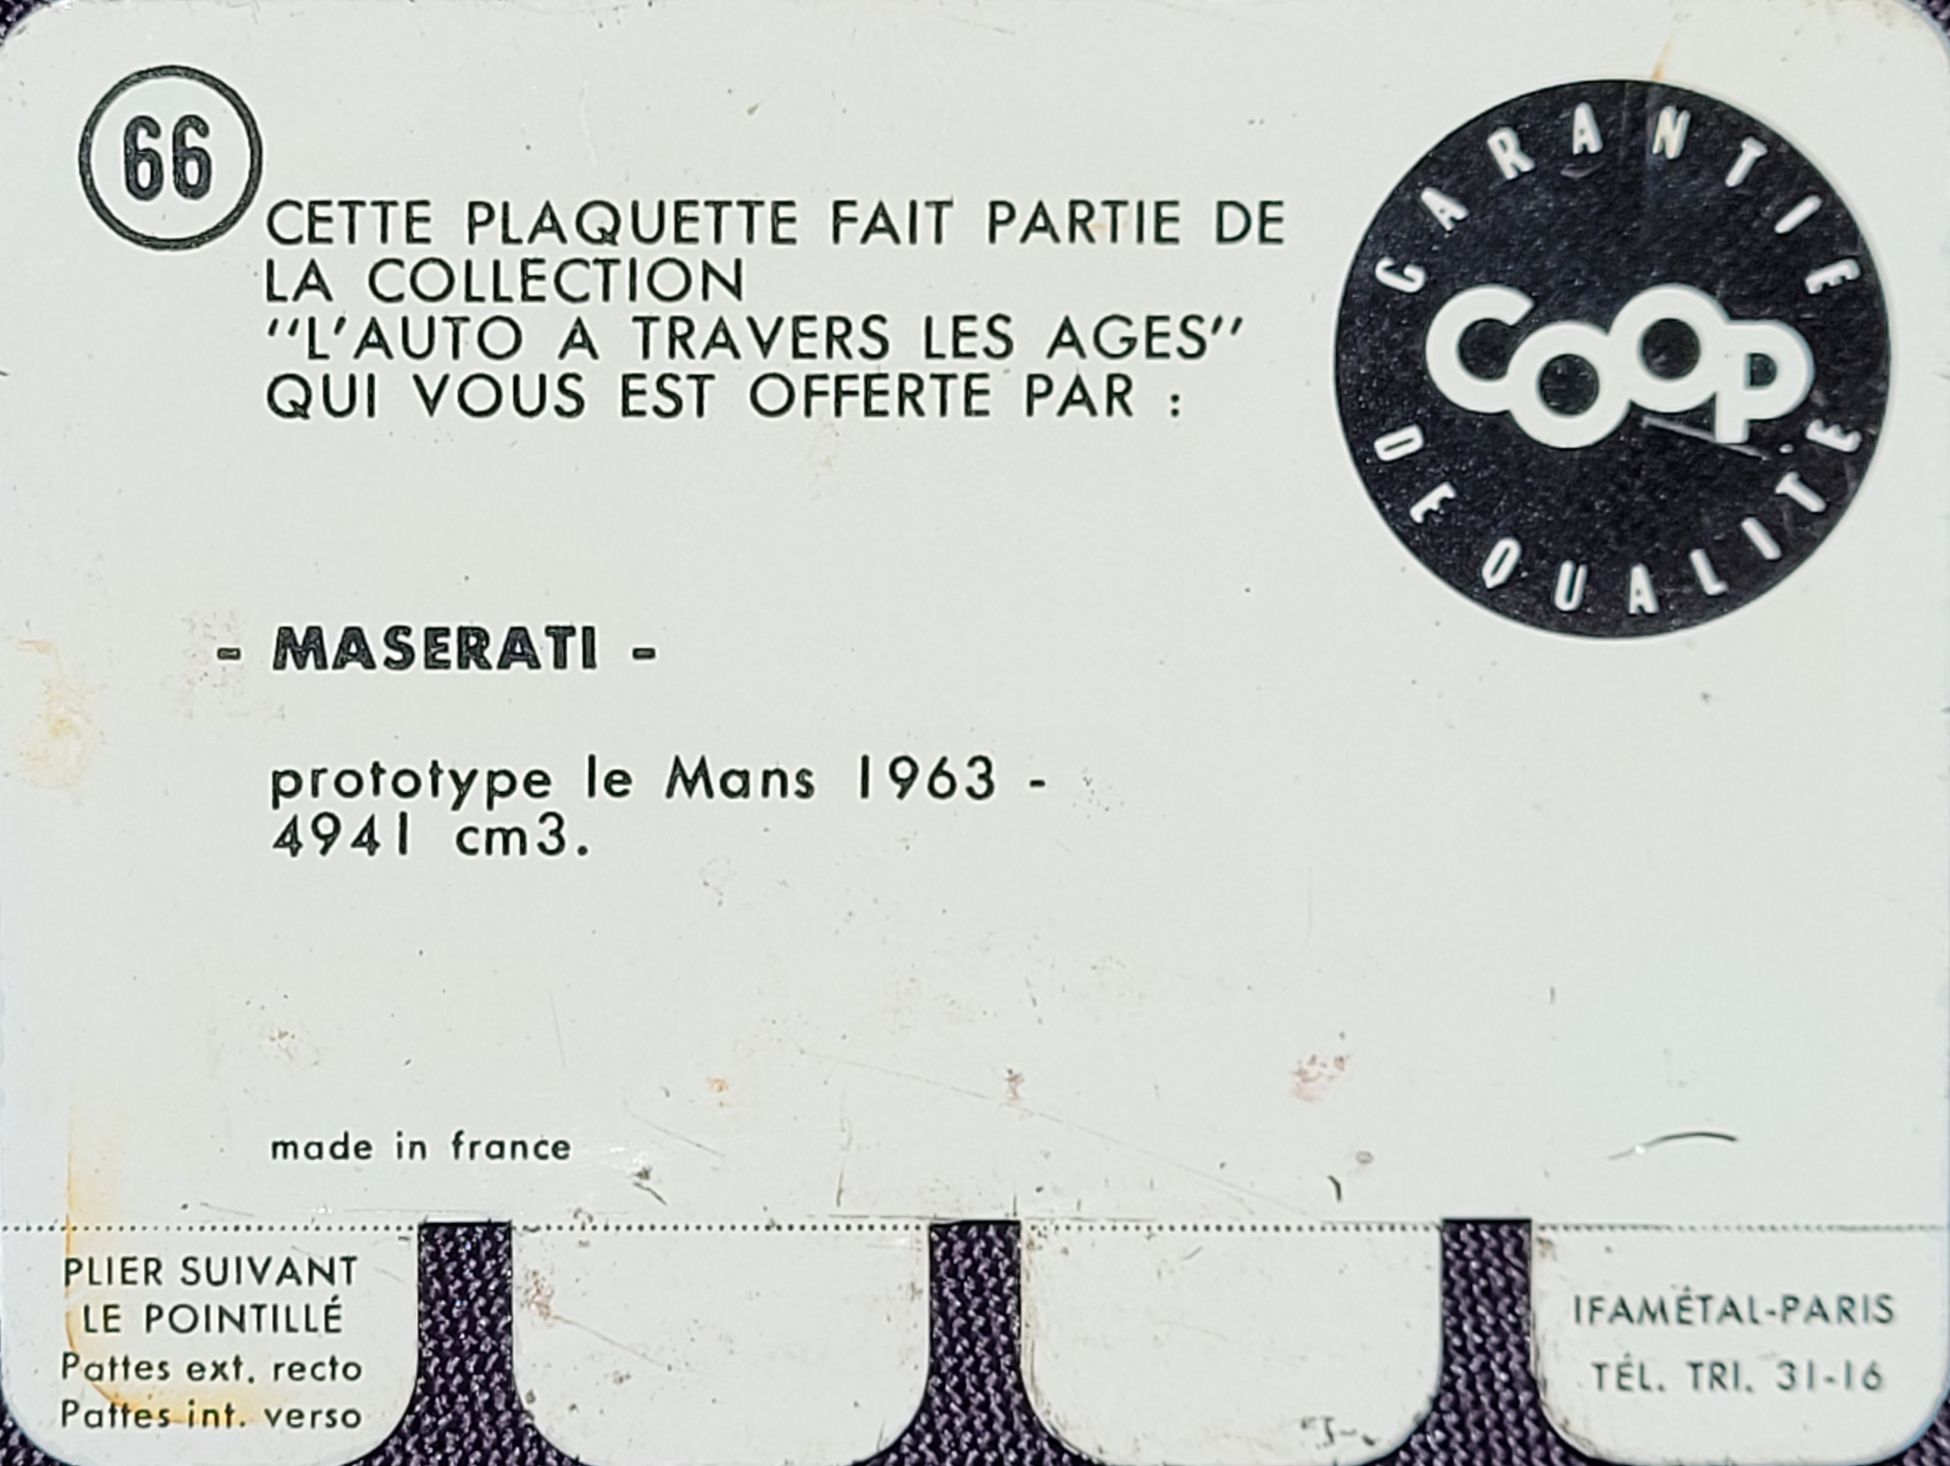 66
CETTE PLAQUETTE FAIT PARTIE DE
LA COLLECTION
"L'AUTO A TRAVERS LES AGES"
QUI VOUS EST OFFERTE PAR :
GARANTIE
COOP
DE QUALITE
- MASERATI -
prototype le Mans 1963 -
4941 cm3.
made in france
PLIER SUIVANT
LE POINTILLÉ
Pattes ext. recto
Pattes int. verso
IFAMÉTAL-PARIS
TÉL. TRI. 31-16